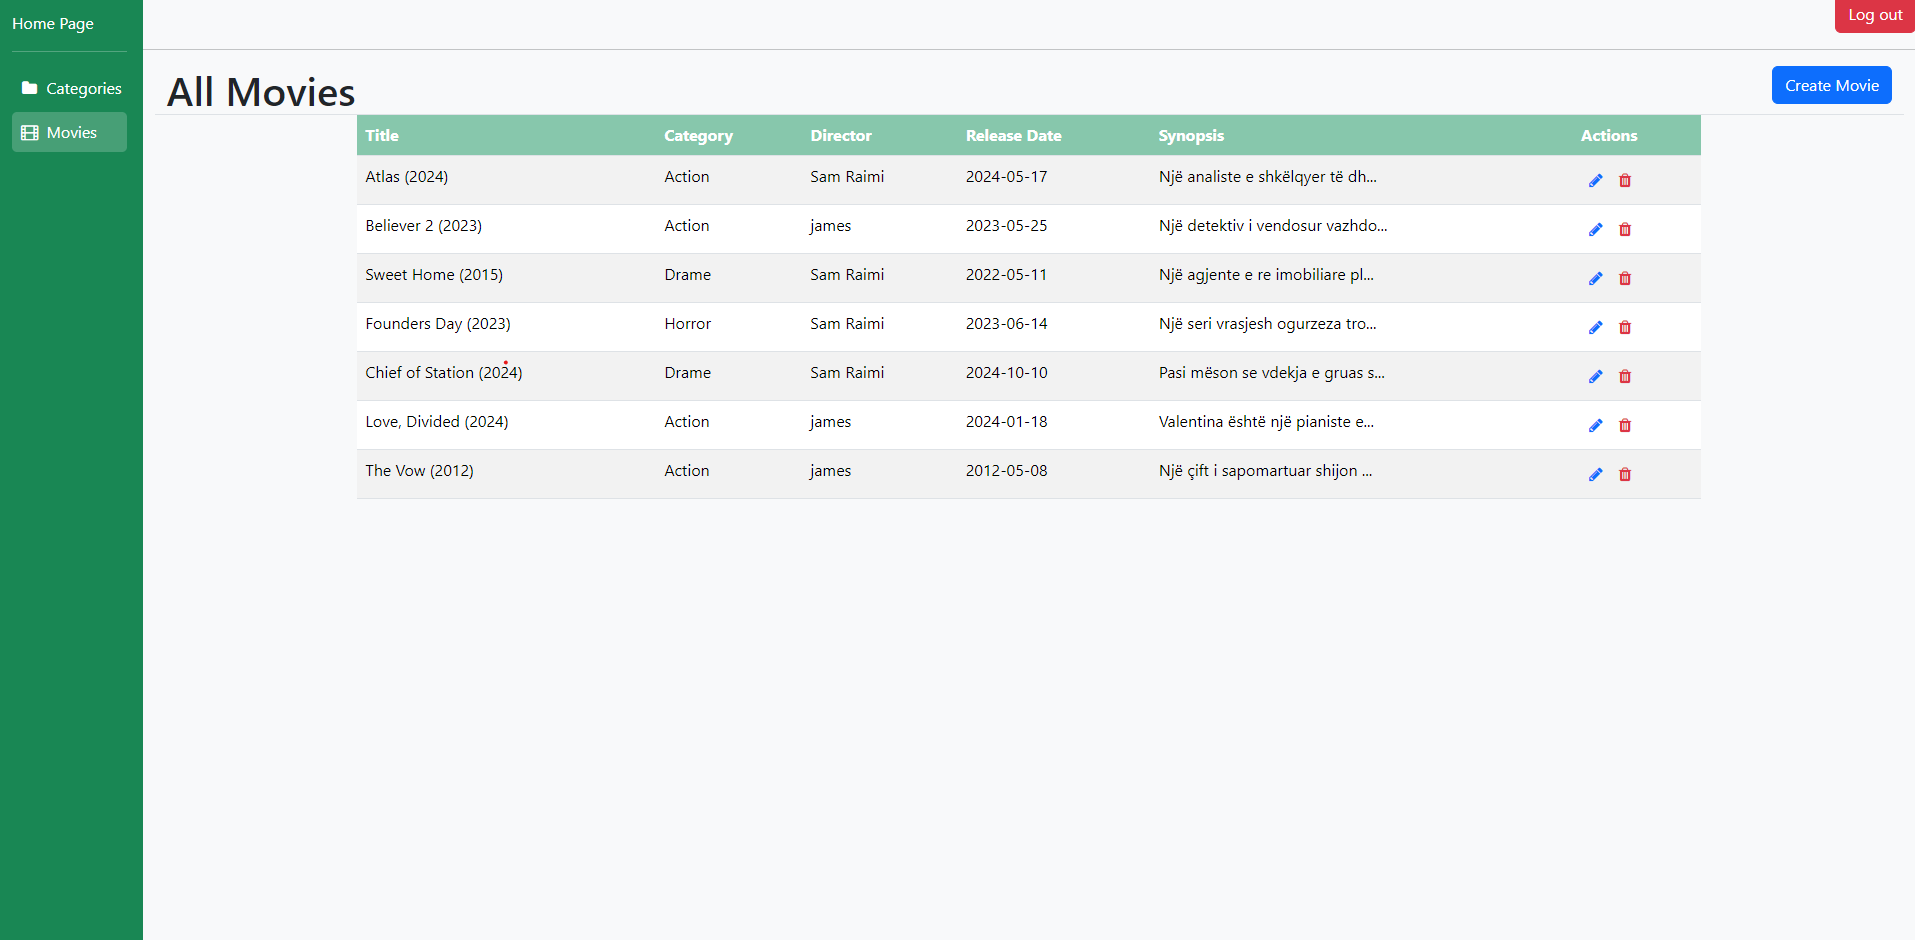 Home Page
Log out
Categories
Movies
All Movies
Create Movie
Title Category Director Release Date Synopsis Actions
Atlas (2024) Action Sam Raimi 2024-05-17 Një analiste e shkëlqyer të dh...
Believer 2 (2023) Action james 2023-05-25 Një detektiv i vendosur vazhdo...
Sweet Home (2015) Drame Sam Raimi 2022-05-11 Një agjente e re imobiliare pl...
Founders Day (2023) Horror Sam Raimi 2023-06-14 Një seri vrasjesh ogurzeza tro...
Chief of Station (2024) Drame Sam Raimi 2024-10-10 Pasi mëson se vdekja e gruas s...
Love, Divided (2024) Action james 2024-01-18 Valentina është një pianiste e...
The Vow (2012) Action james 2012-05-08 Një çift i sapomartuar shijon ...